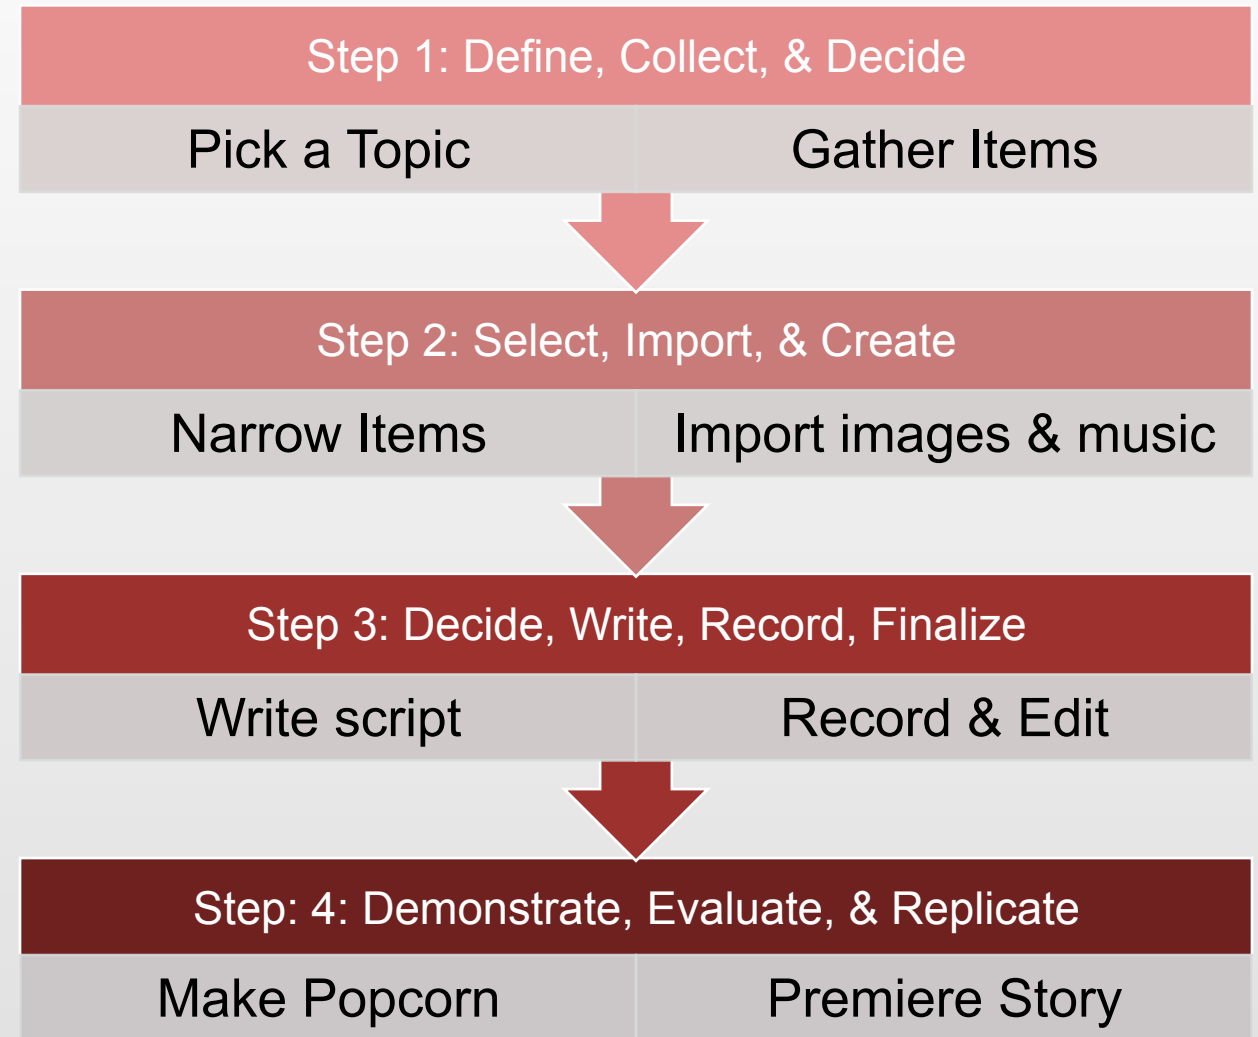 Step 1: Define, Collect, & Decide
Pick a Topic
Gather Items
Step 2: Select, Import, & Create
Narrow Items
Import images & music
Step 3: Decide, Write, Record, Finalize
Write script
Record & Edit
Step: 4: Demonstrate, Evaluate, & Replicate
Make Popcorn
Premiere Story